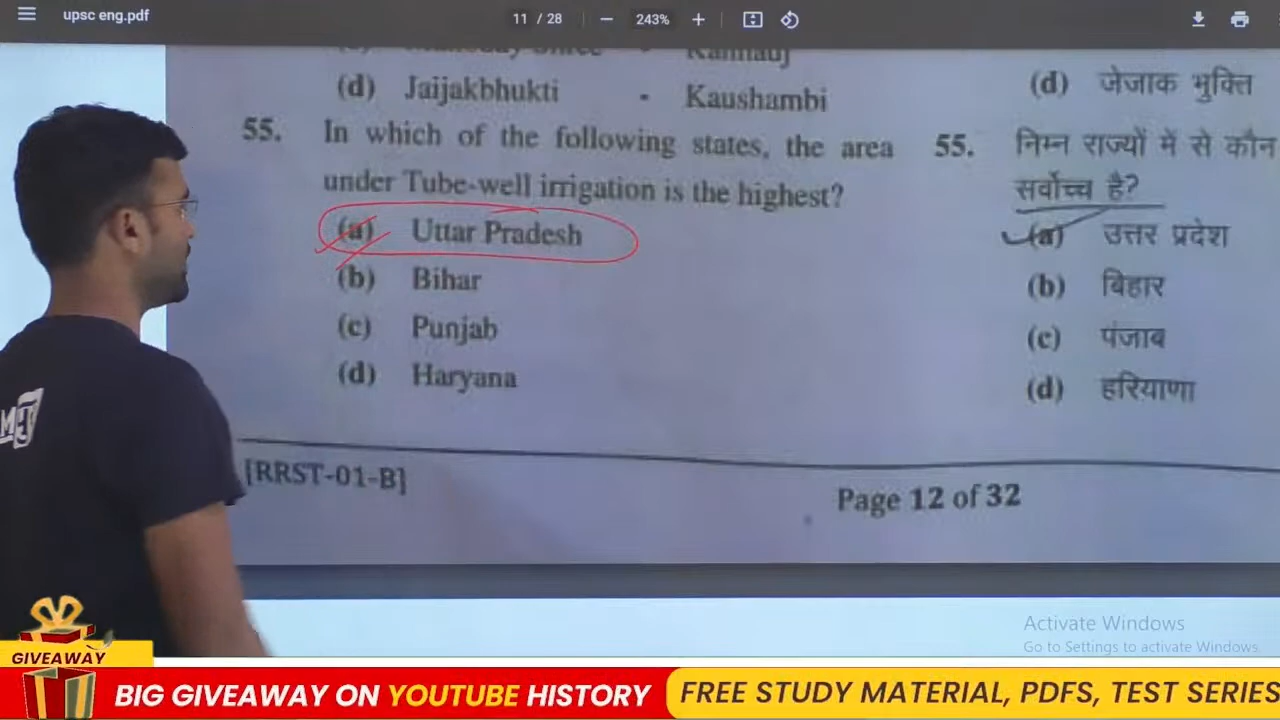 upsc eng.pdf
11 / 28
243%
Kannauj
(d) Jaijakbhukti - Kaushambi
55. In which of the following states, the area
under Tube-well irrigation is the highest?
(a) Uttar Pradesh
(b) Bihar
(c) Punjab
(d) Haryana
[RRST-01-B]
Page 12 of 32
(d) जेजाक भुक्ति
55. निम्न राज्यों में से कौन
सर्वोच्च है?
(a) उत्तर प्रदेश
(b) बिहार
(c) पंजाब
(d) हरियाणा
Activate Windows
Go to Settings to activate Windows.
GIVEAWAY
BIG GIVEAWAY ON YOUTUBE HISTORY
FREE STUDY MATERIAL, PDFS, TEST SERIES